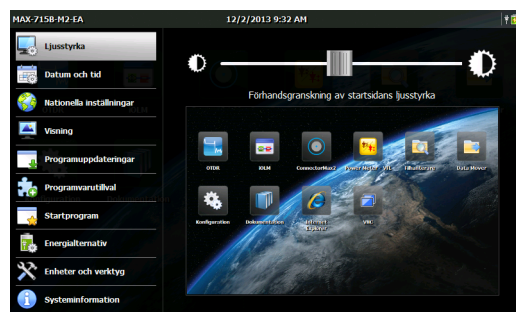 MAX-715B-M2-EA
12/2/2013 9:32 AM
Ljusstyrka
Datum och tid
Nationella inställningar
Visning
Programuppdateringar
Programvarutillval
Startprogram
Energialternativ
Enheter och verktyg
Systeminformation
Förhandsgranskning av startsidans ljusstyrka
OTDR
iOLM
ConnectorMax2
Power Meter - VFL
Filhanterare
Data Mover
Konfiguration
Dokumentation
Internet
Explorer
VNC